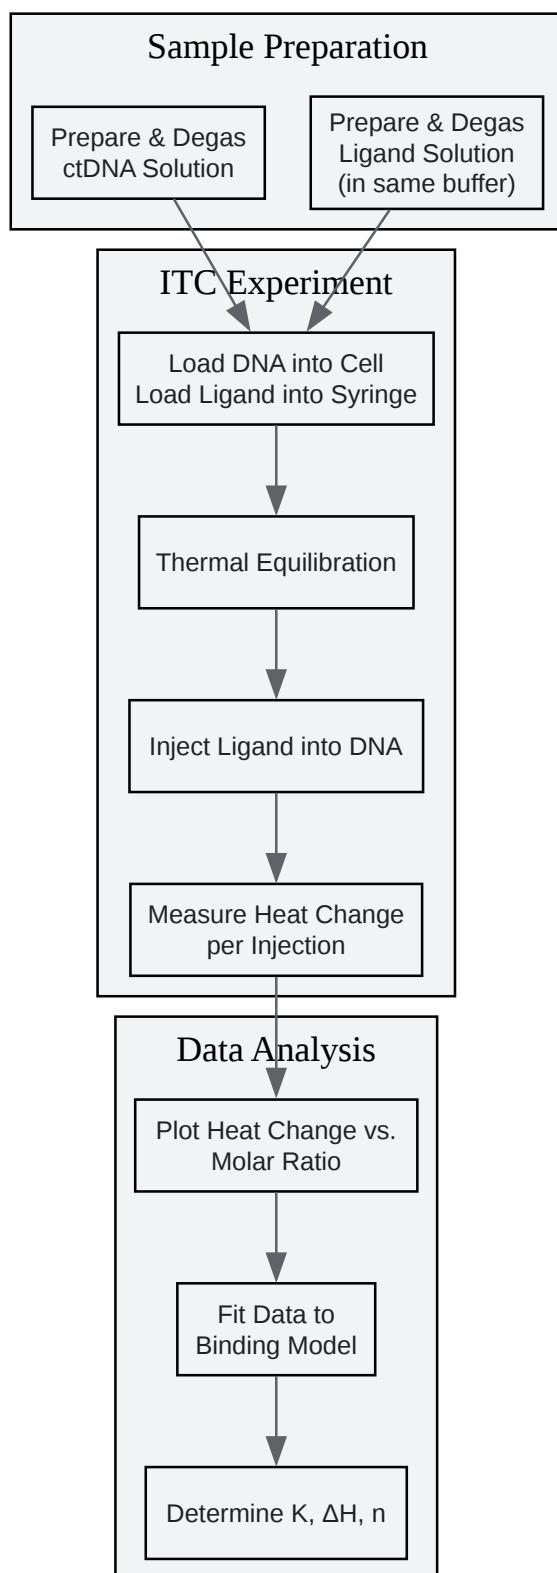 Sample Preparation
Prepare & Degas
ctDNA Solution
Prepare & Degas
Ligand Solution
(in same buffer)
ITC Experiment
Load DNA into Cell
Load Ligand into Syringe
Thermal Equilibration
Inject Ligand into DNA
Measure Heat Change
per Injection
Data Analysis
Plot Heat Change vs.
Molar Ratio
Fit Data to
Binding Model
Determine K, ΔH, n